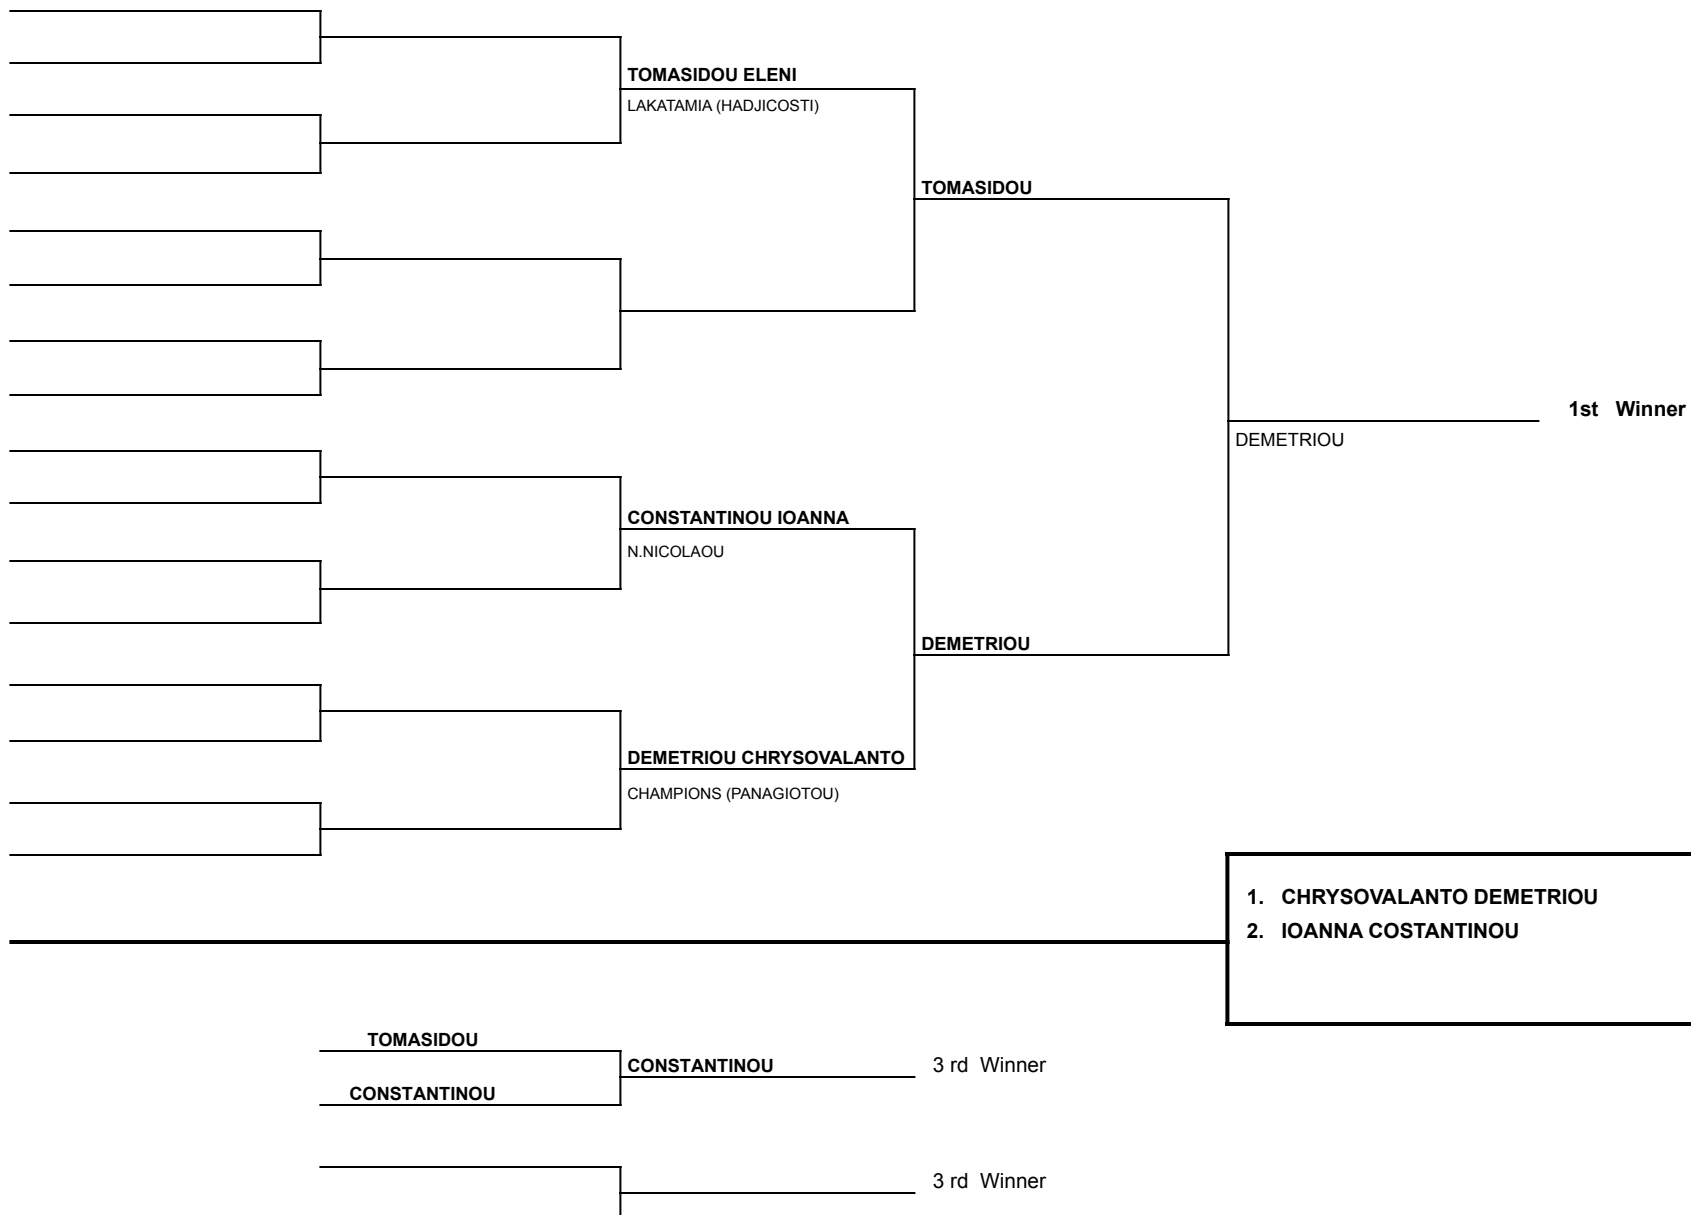 TOMASIDOU ELENI
LAKATAMIA (HADJICOSTI)
TOMASIDOU
1st Winner
DEMETRIOU
CONSTANTINOU IOANNA
N.NICOLAOU
DEMETRIOU
DEMETRIOU CHRYSOVALANTO
CHAMPIONS (PANAGIOTOU)
1. CHRYSOVALANTO DEMETRIOU
2. IOANNA COSTANTINOU
TOMASIDOU
CONSTANTINOU
3 rd Winner
CONSTANTINOU
3 rd Winner